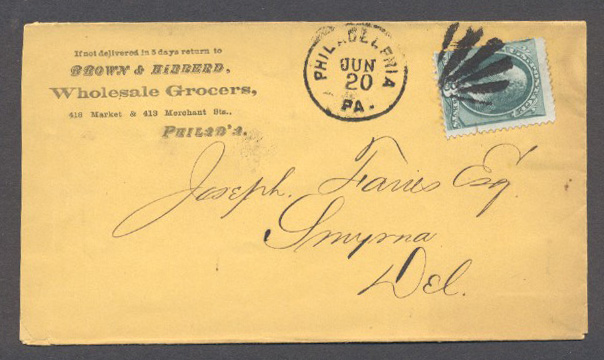 If not delivered in 5 days return to
BROWN & HIBBERD,
Wholesale Grocers,
418 Market & 413 Merchant Sts.,
PHILAD'A.
PHILADELPHIA
JUN
20
PA.
Joseph. Faries Esq.
Smyrna
Del.